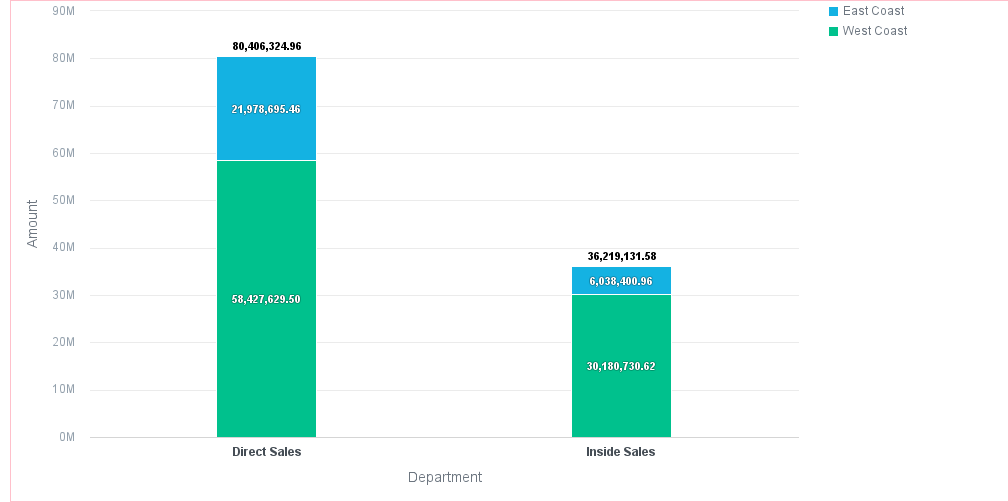 90M
80M
70M
60M
50M
40M
30M
20M
10M
0M
Amount
80,406,324.96
21,978,695.46
58,427,629.50
36,219,131.58
6,038,400.96
30,180,730.62
Direct Sales
Inside Sales
Department
East Coast
West Coast